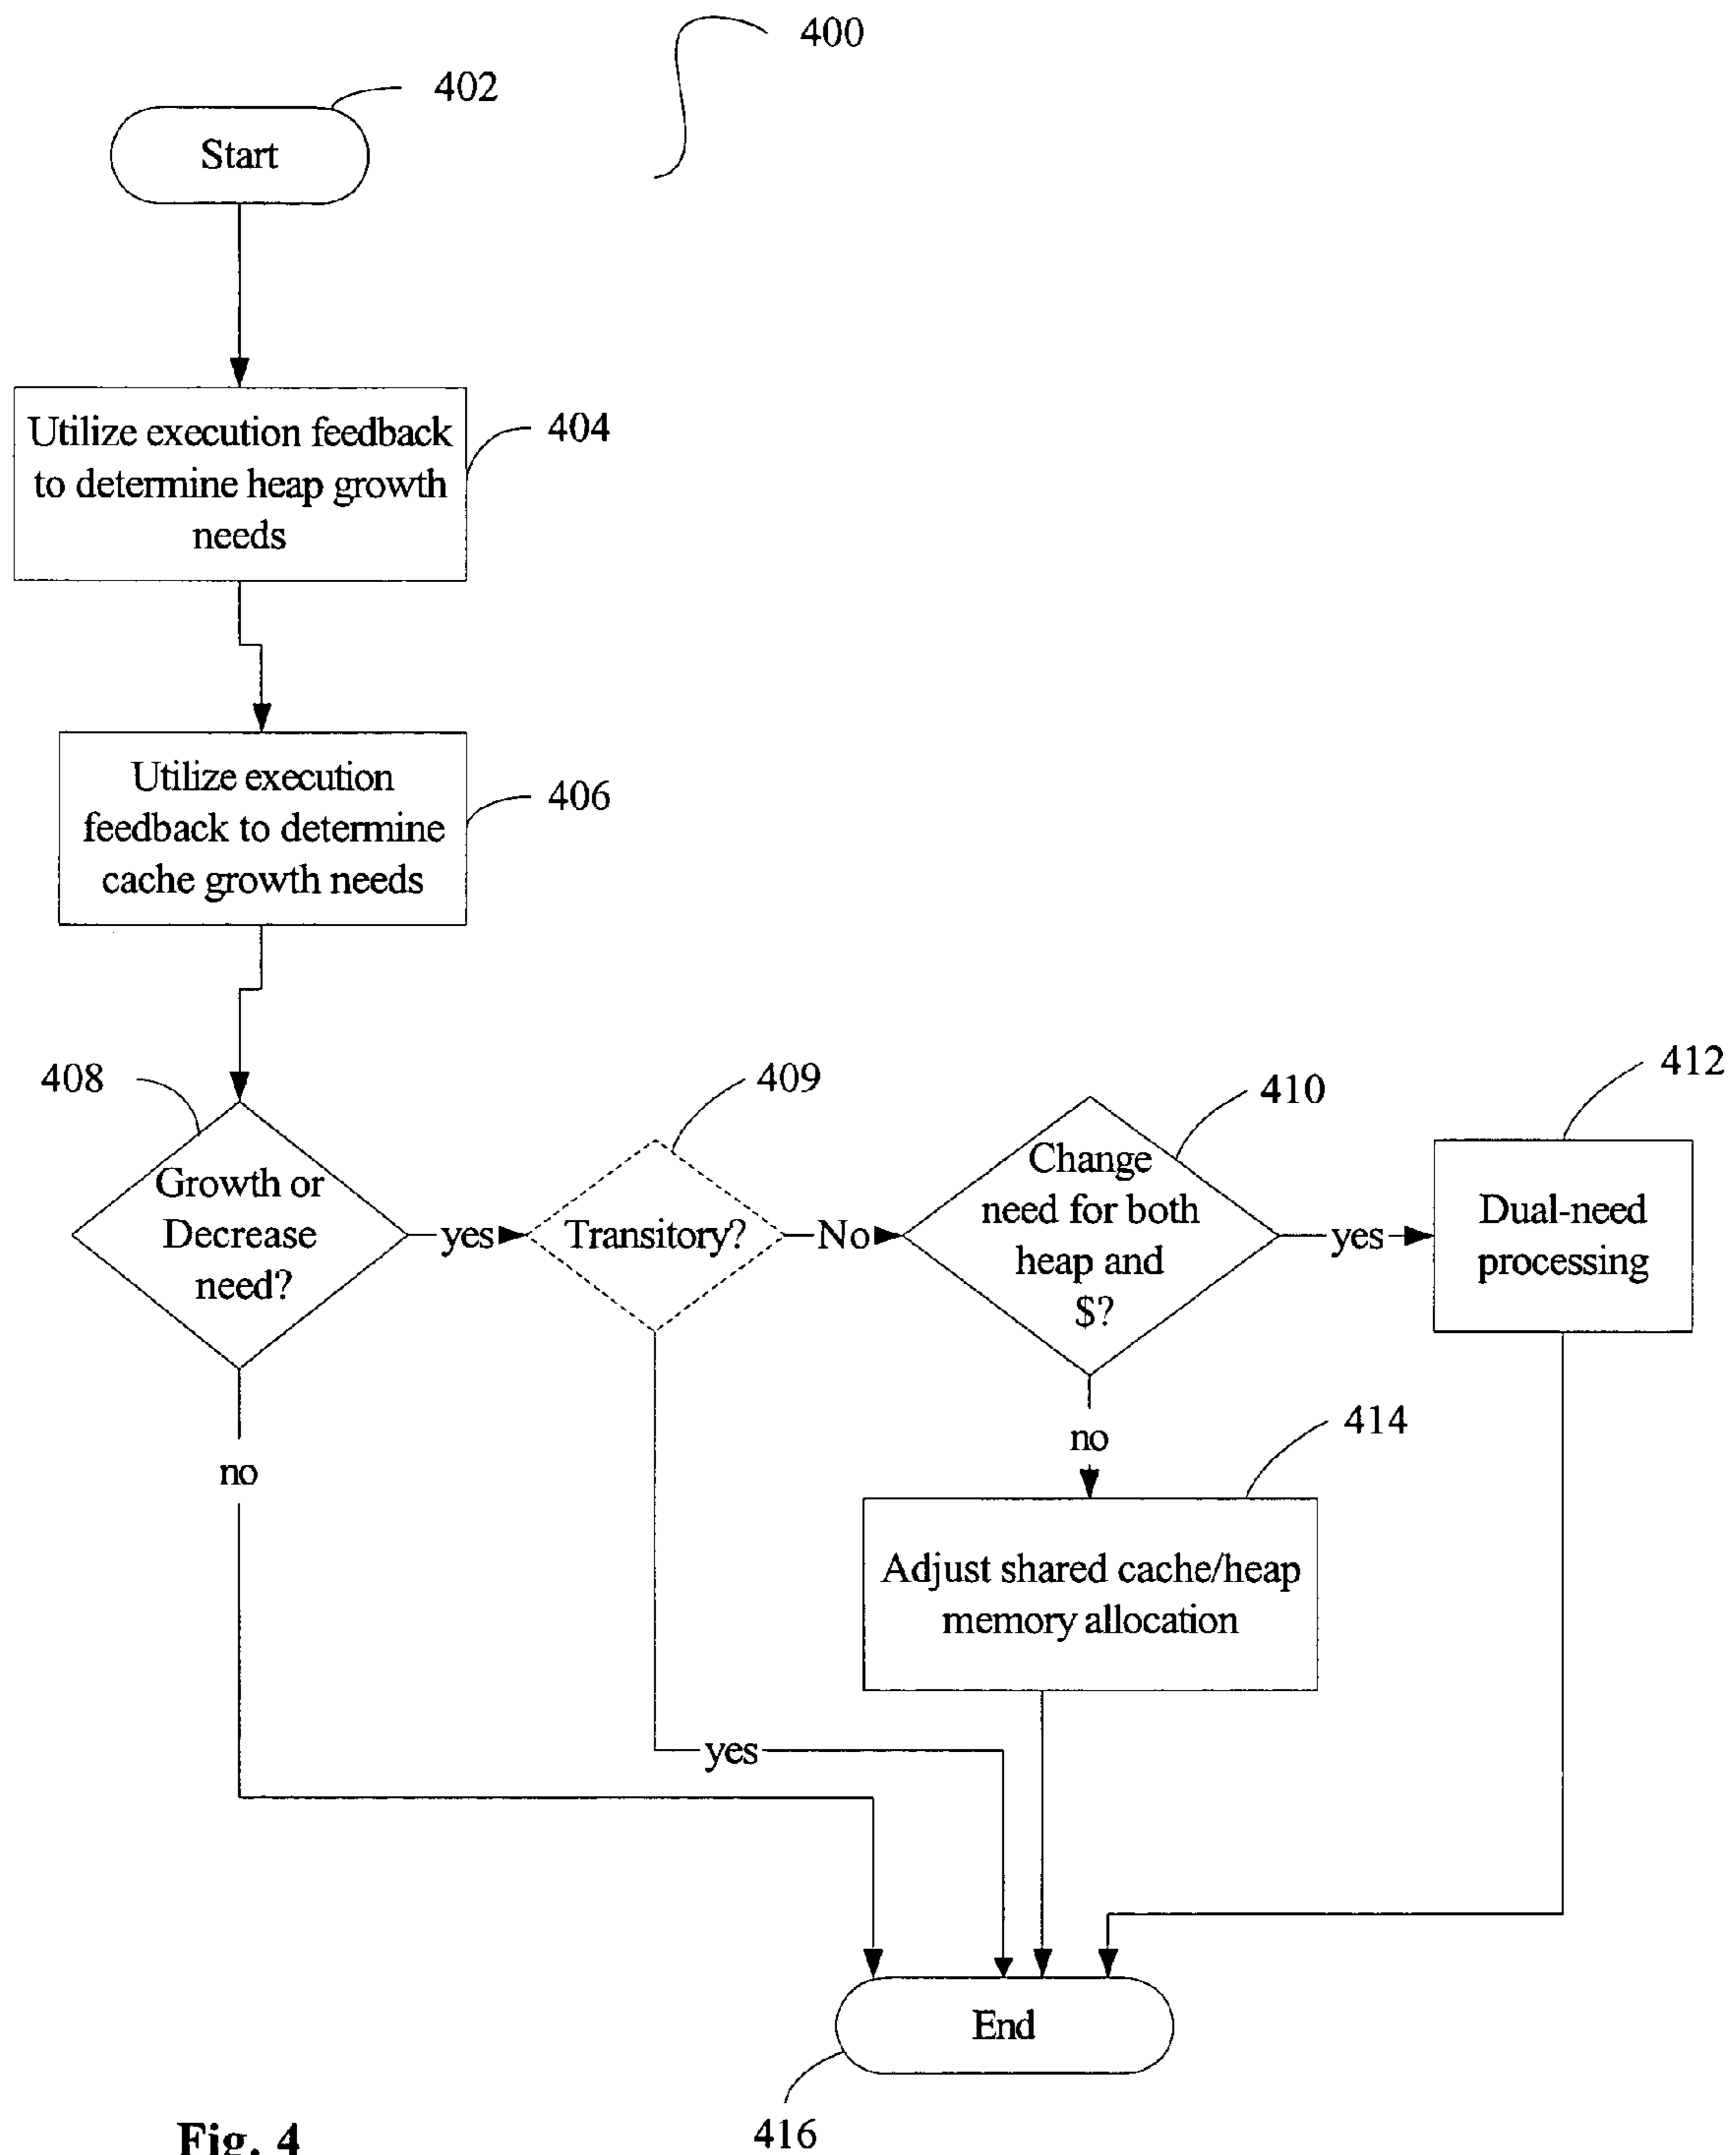 400
402
Start
Utilize execution feedback
to determine heap growth
needs
404
Utilize execution
feedback to determine
cache growth needs
406
408
Growth or
Decrease
need?
yes
no
409
Transitory?
No
yes
410
Change
need for both
heap and
$?
yes
no
412
Dual-need
processing
414
Adjust shared cache/heap
memory allocation
End
416
Fig. 4